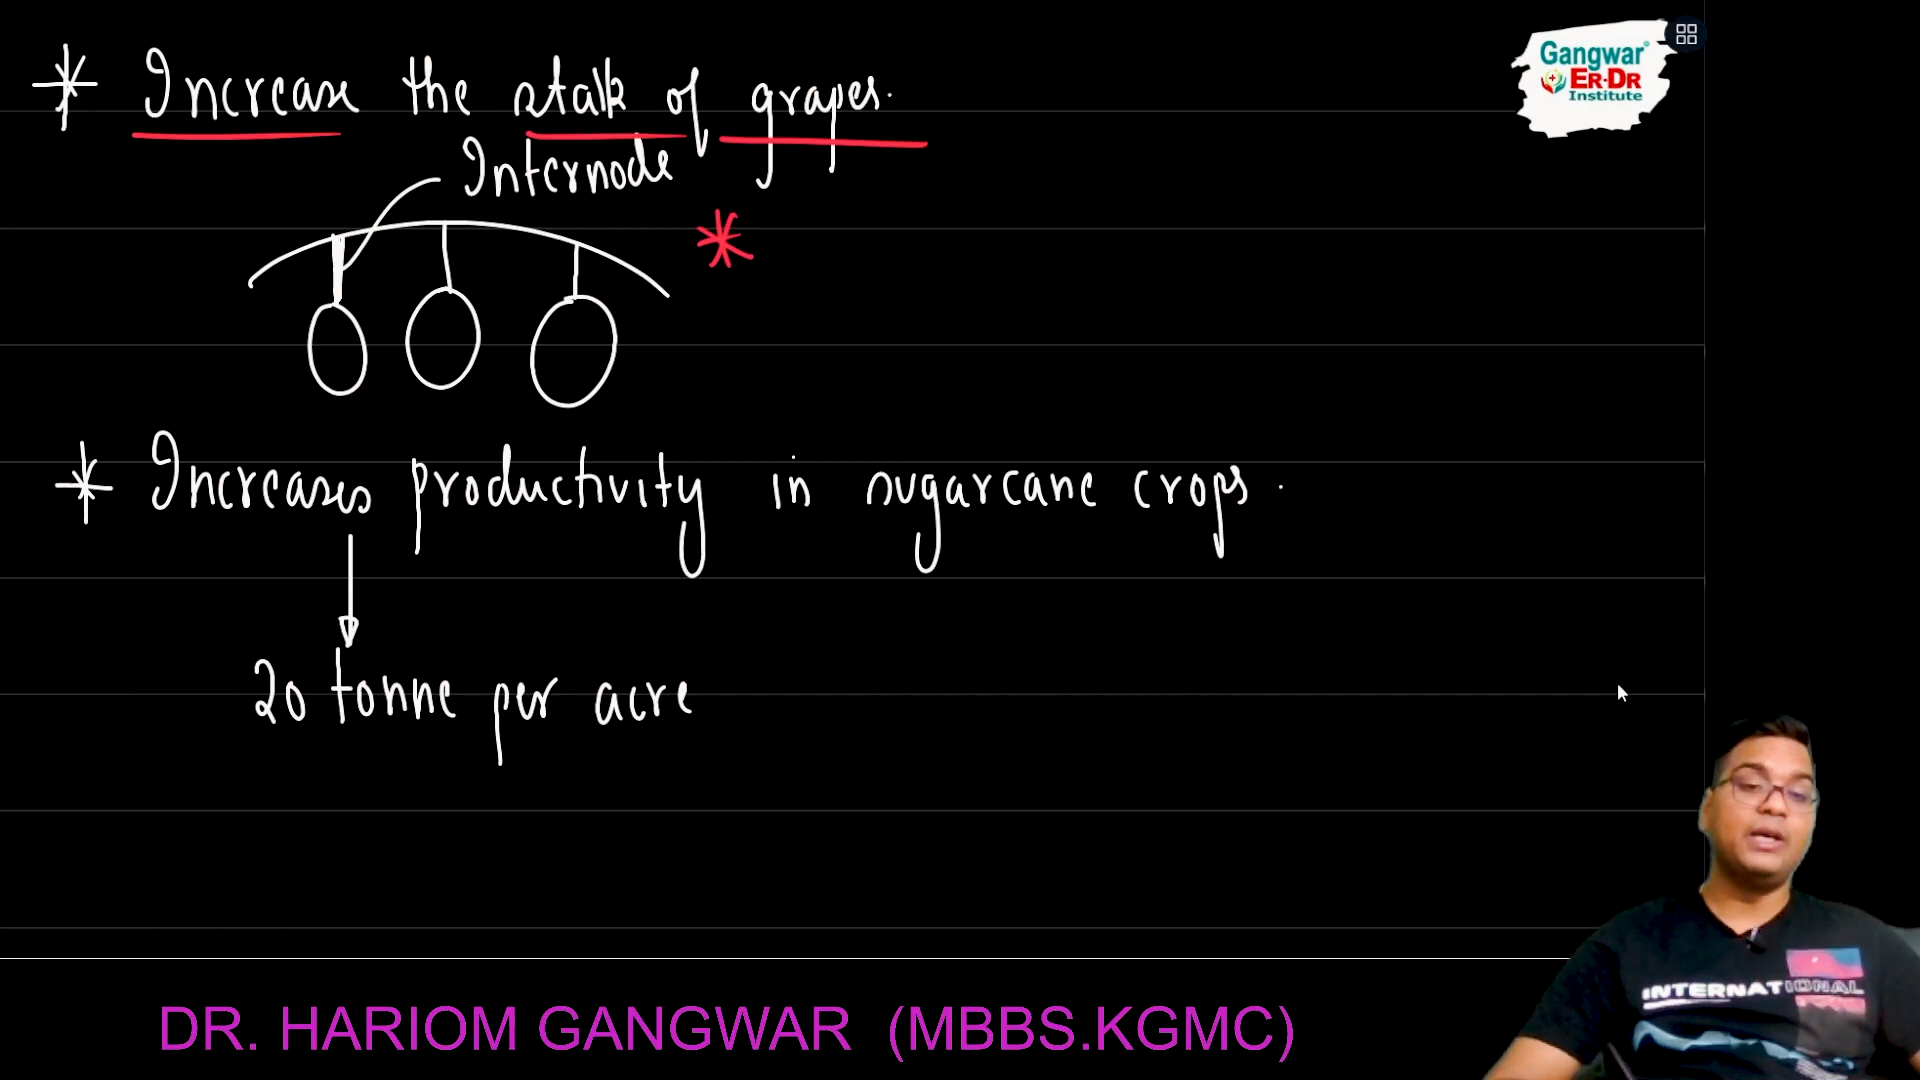 * Increase the stalk of grapes.
Internode
*
* Increases productivity in sugarcane crops.
20 tonne per acre
Gangwar®
ER-DR
Institute
INTERNATIONAL
DR. HARIOM GANGWAR (MBBS.KGMC)